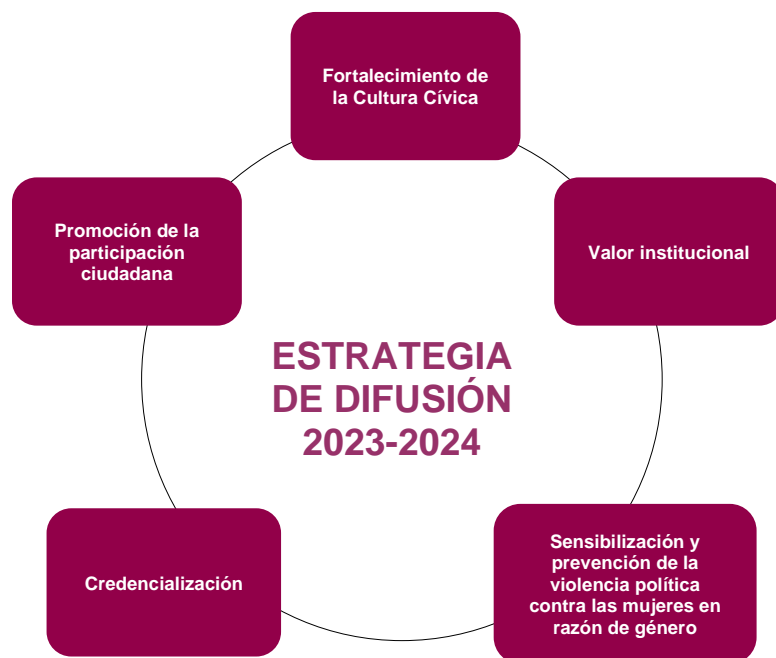 Fortalecimiento de
la Cultura Cívica
Promoción de la
participación
ciudadana
Valor institucional
ESTRATEGIA
DE DIFUSIÓN
2023-2024
Credencialización
Sensibilización y
prevención de la
violencia política
contra las mujeres en
razón de género